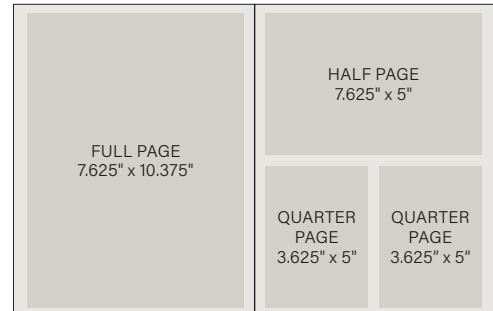 FULL PAGE
7.625" x 10.375"
HALF PAGE
7.625" x 5"
QUARTER
PAGE
3.625" x 5"
QUARTER
PAGE
3.625” x 5”